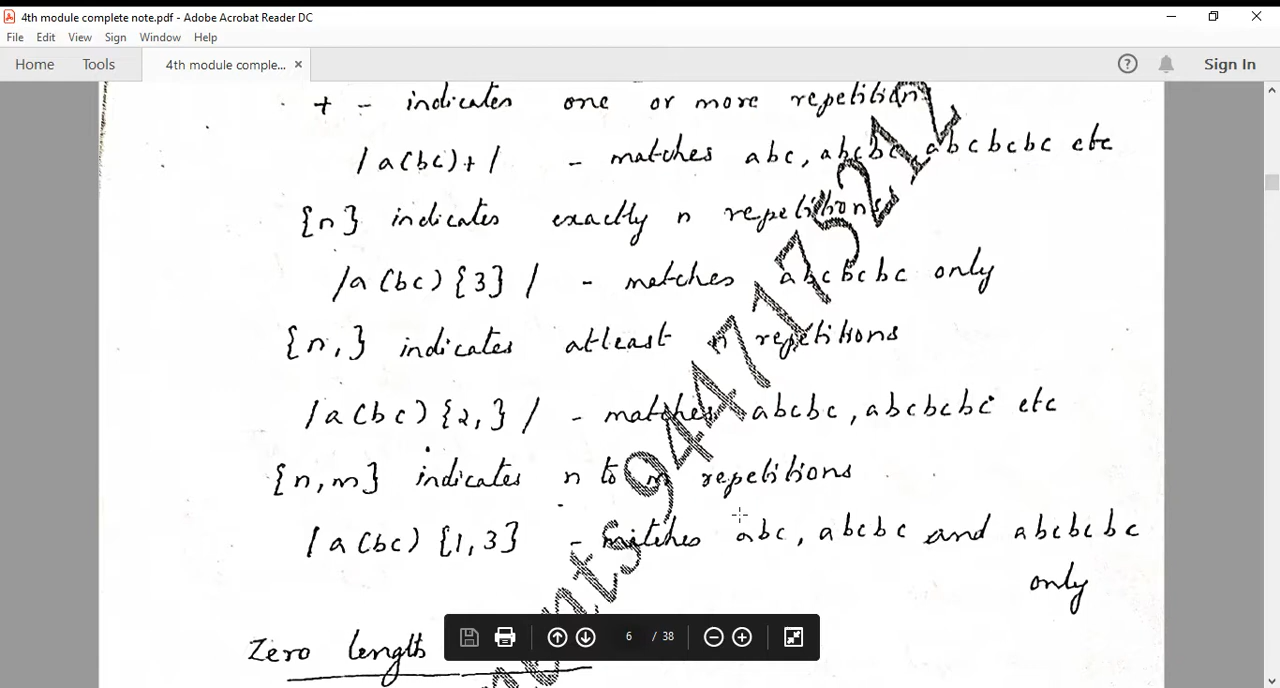 4th module complete note.pdf - Adobe Acrobat Reader DC
File Edit View Sign Window Help
Home Tools 4th module comple... × Sign In
+ - indicates one or more repetitions
/a(bc)+/ - matches abc, abcbc, abcbcbc etc
{n} indicates exactly n repetitions
/a(bc){3}/ - matches abcbcbc only
{n,} indicates atleast n repetitions
/a(bc){2,}/ - matches abcbc, abcbcbc etc
{n,m} indicates n to m repetitions
/a(bc){1,3} - matches abc, abcbc and abcbcbc
only
6 / 38
Zero length
9447175212